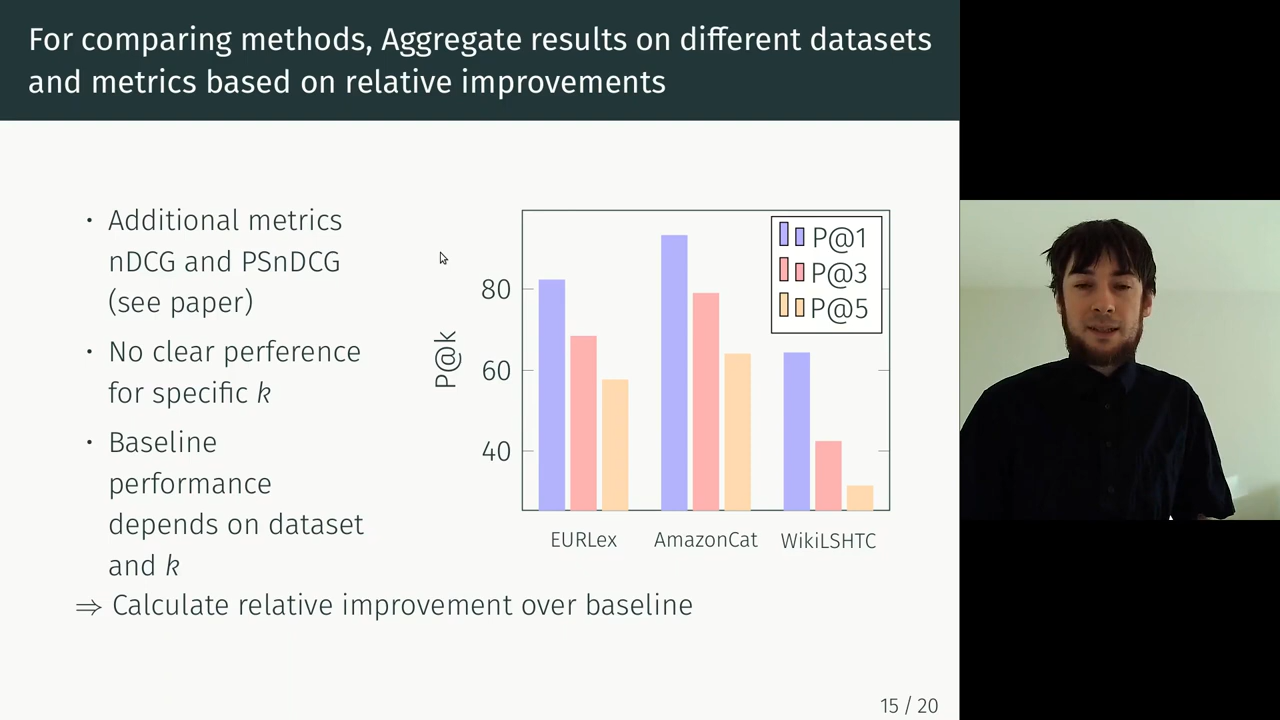 For comparing methods, Aggregate results on different datasets
and metrics based on relative improvements
• Additional metrics
nDCG and PSnDCG
(see paper)
• No clear perference
for specific k
• Baseline
performance
depends on dataset
and k
⇒ Calculate relative improvement over baseline
P@k
80
60
40
P@1
P@3
P@5
EURLex
AmazonCat
WikiLSHTC
15 / 20